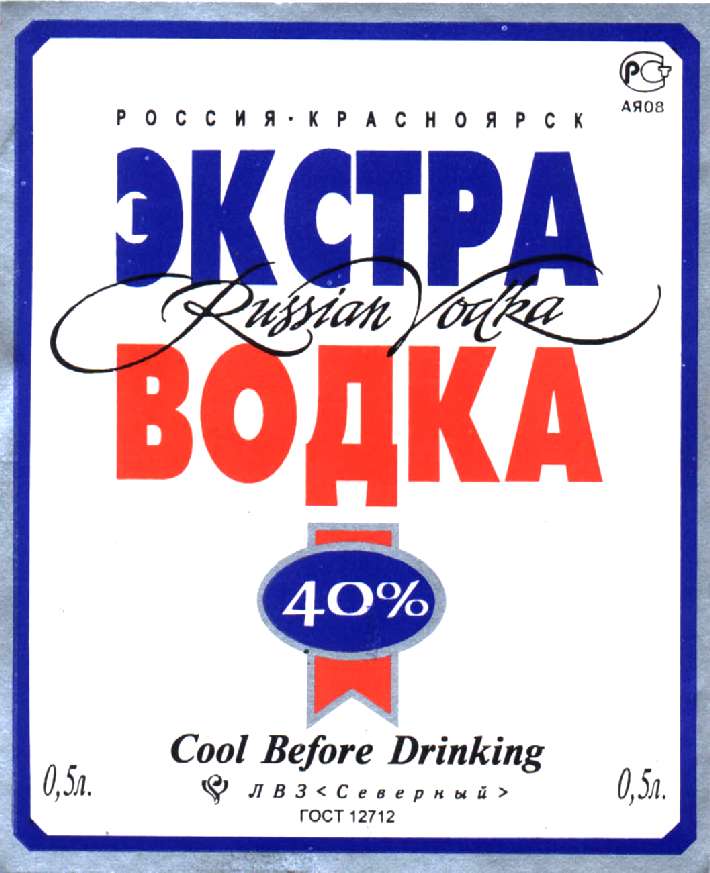 РСТ
АЯ08
РОССИЯ·КРАСНОЯРСК
ЭКСТРА
Russian Vodka
ВОДКА
40%
Cool Before Drinking
0,5л.
ЛВЗ<Северный>
0,5л.
ГОСТ 12712